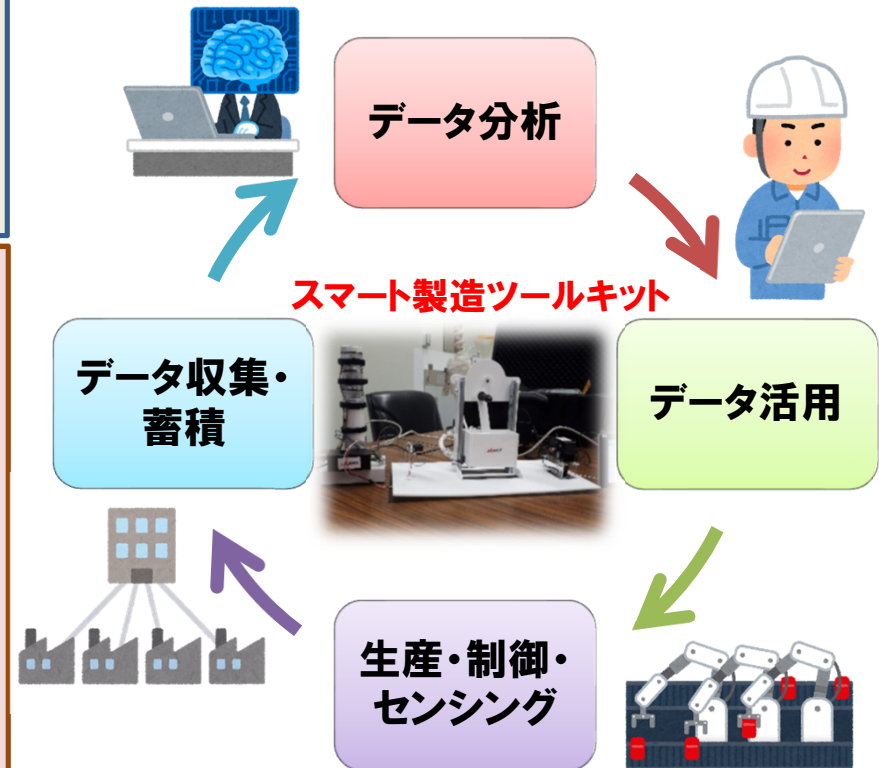 データ分析
スマート製造ツールキット
データ収集・
蓄積
データ活用
生産・制御・
センシング